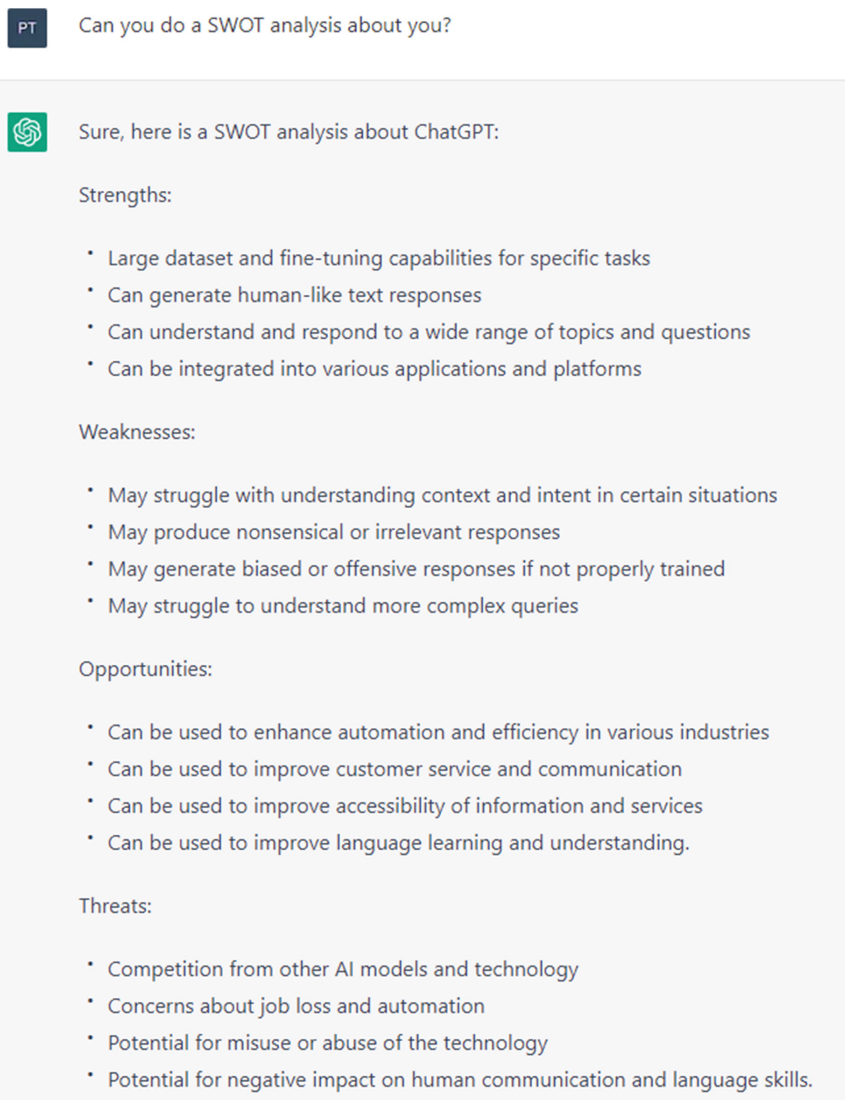 PT
Can you do a SWOT analysis about you?
Sure, here is a SWOT analysis about ChatGPT:
Strengths:
• Large dataset and fine-tuning capabilities for specific tasks
• Can generate human-like text responses
• Can understand and respond to a wide range of topics and questions
• Can be integrated into various applications and platforms
Weaknesses:
• May struggle with understanding context and intent in certain situations
• May produce nonsensical or irrelevant responses
• May generate biased or offensive responses if not properly trained
• May struggle to understand more complex queries
Opportunities:
• Can be used to enhance automation and efficiency in various industries
• Can be used to improve customer service and communication
• Can be used to improve accessibility of information and services
• Can be used to improve language learning and understanding.
Threats:
• Competition from other AI models and technology
• Concerns about job loss and automation
• Potential for misuse or abuse of the technology
• Potential for negative impact on human communication and language skills.